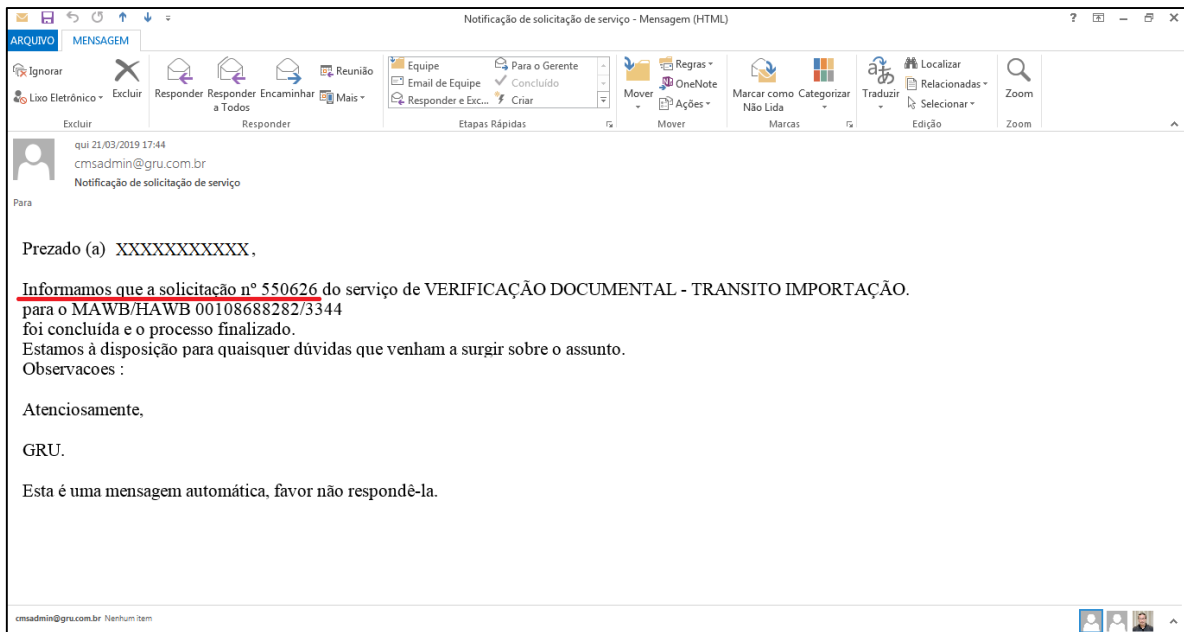 Notificação de solicitação de serviço - Mensagem (HTML)
ARQUIVO MENSAGEM
Ignorar
Lixo Eletrônico
Excluir
Excluir
Responder
Responder a Todos
Encaminhar
Reunião
Mais
Responder
Equipe
Email de Equipe
Responder e Exc...
Para o Gerente
Concluído
Criar
Etapas Rápidas
Mover
Regras
OneNote
Ações
Mover
Marcar como Não Lida
Categorizar
Marcas
Traduzir
Localizar
Relacionadas
Selecionar
Edição
Zoom
Zoom
qui 21/03/2019 17:44
cmsadmin@gru.com.br
Notificação de solicitação de serviço
Para
Prezado (a) XXXXXXXXXXX,
Informamos que a solicitação nº 550626 do serviço de VERIFICAÇÃO DOCUMENTAL - TRANSITO IMPORTAÇÃO.
para o MAWB/HAWB 00108688282/3344
foi concluída e o processo finalizado.
Estamos à disposição para quaisquer dúvidas que venham a surgir sobre o assunto.
Observacoes :
Atenciosamente,
GRU.
Esta é uma mensagem automática, favor não respondê-la.
cmsadmin@gru.com.br Nenhum item